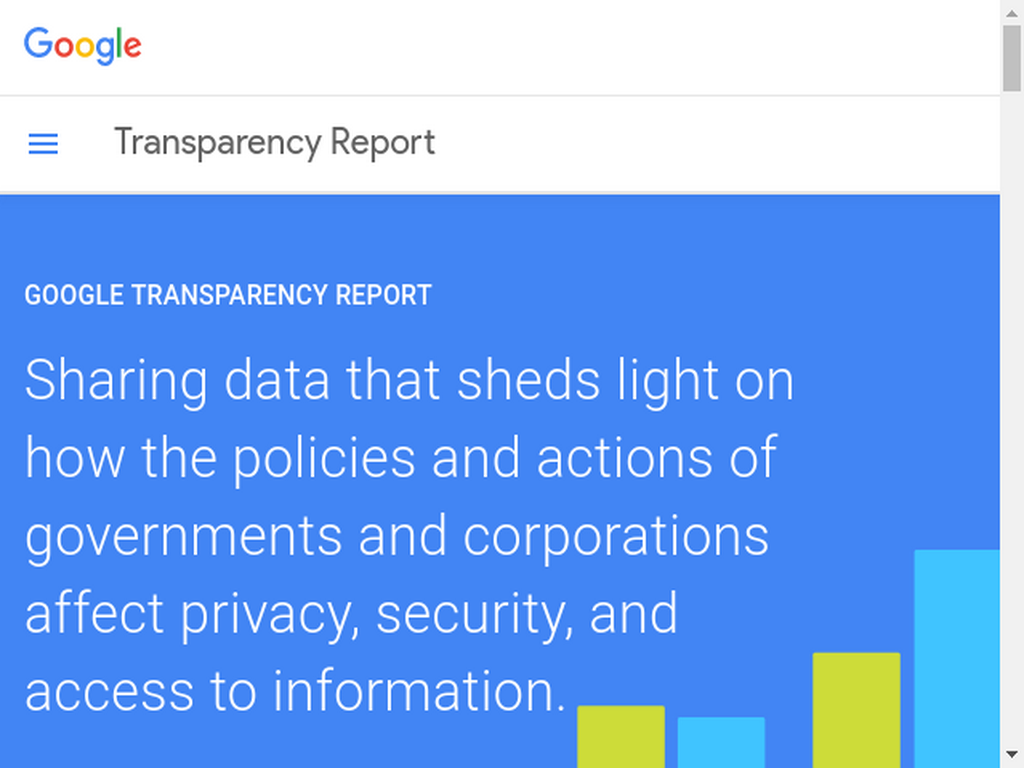 Google
Transparency Report
GOOGLE TRANSPARENCY REPORT
Sharing data that sheds light on
how the policies and actions of
governments and corporations
affect privacy, security, and
access to information.